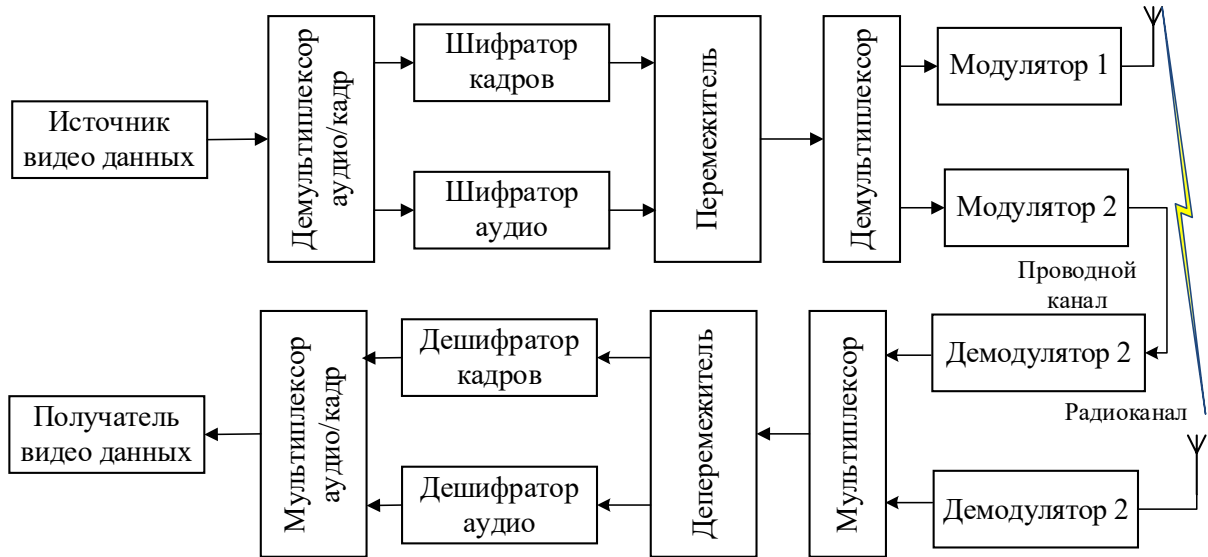 Источник
видео данных
Демультиплексор
аудио/кадр
Шифратор
кадров
Шифратор
аудио
Перемежитель
Демультиплексор
Модулятор 1
Модулятор 2
Проводной
канал
Радиоканал
Демодулятор 2
Демодулятор 2
Мультиплексор
Деперемежитель
Дешифратор
кадров
Дешифратор
аудио
Мультиплексор
аудио/кадр
Получатель
видео данных